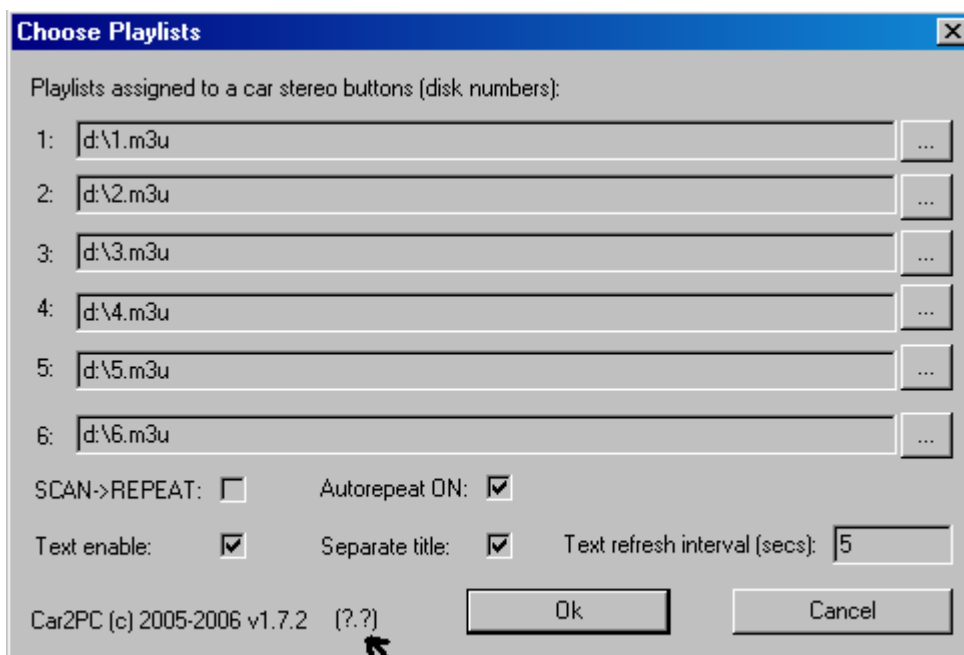 Choose Playlists
Playlists assigned to a car stereo buttons (disk numbers):
1: d:\1.m3u ...
2: d:\2.m3u ...
3: d:\3.m3u ...
4: d:\4.m3u ...
5: d:\5.m3u ...
6: d:\6.m3u ...
SCAN->REPEAT: Autorepeat ON:
Text enable: Separate title: Text refresh interval (secs): 5
Car2PC (c) 2005-2006 v1.7.2 (?.?) Ok Cancel